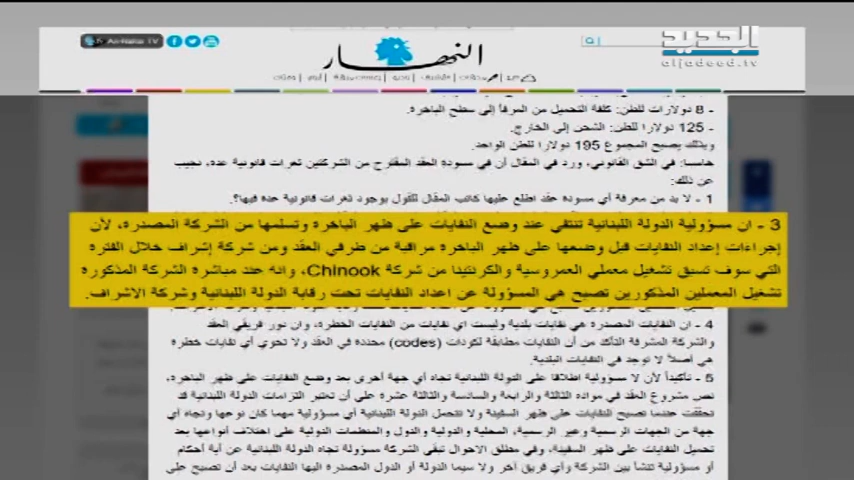 An-Nahar TV
النهار
الجديد
aljadeed.tv
- 8 دولارات للطن: كلفة التحميل من المرفأ إلى سطح الباخرة.
- 125 دولارا للطن: الشحن إلى الخارج.
وبذلك يصبح المجموع 195 دولارا للطن الواحد.
خامسا: في الشق القانوني، ورد في المقال أن في مسودة العقد المقترح من الشركتين ثغرات قانونية عدة، نجيب
عن ذلك:
1 - لا بد من معرفة أي مسودة عقد اطلع عليها كاتب المقال للقول بوجود ثغرات قانونية عدة فيها؟
3 - ان مسؤولية الدولة اللبنانية تنتفي عند وضع النفايات على ظهر الباخرة وتسلمها من الشركة المصدرة، لأن
إجراءات إعداد النفايات قبل وضعها على ظهر الباخرة مراقبة من طرفي العقد ومن شركة إشراف خلال الفترة
التي سوف تسبق تشغيل معملي العمروسية والكرنتينا من شركة Chinook، وانه عند مباشرة الشركة المذكورة
تشغيل المعملين المذكورين تصبح هي المسؤولة عن اعداد النفايات تحت رقابة الدولة اللبنانية وشركة الاشراف.
4 - ان النفايات المصدرة هي نفايات بلدية وليست اي نفايات من النفايات الخطرة، وان دور فريقي العقد
والشركة المشرفة التأكد من أن النفايات مطابقة لكودات (codes) محددة في العقد ولا تحوي أي نفايات خطرة
هي أصلاً لا توجد في النفايات البلدية.
5 - تأكيداً لأن لا مسؤولية اطلاقا على الدولة اللبنانية تجاه أي جهة أخرى بعد وضع النفايات على ظهر الباخرة،
نص مشروع العقد في مواده الثالثة والرابعة والسادسة والثالثة عشرة على أن تعتبر التزامات الدولة اللبنانية قد
تحققت عندما تصبح النفايات على ظهر السفينة ولا تتحمل الدولة اللبنانية أي مسؤولية مهما كان نوعها وتجاه أي
جهة من الجهات الرسمية وغير الرسمية، المحلية والدولية والدول والمنظمات الدولية على اختلاف أنواعها بعد
تحميل النفايات على ظهر السفينة، وفي مطلق الاحوال تبقى الشركة مسؤولة تجاه الدولة اللبنانية عن أية أحكام
أو مسؤولية تنشأ بين الشركة وأي فريق آخر ولا سيما الدولة أو الدول المصدرة اليها النفايات بعد أن تصبح على